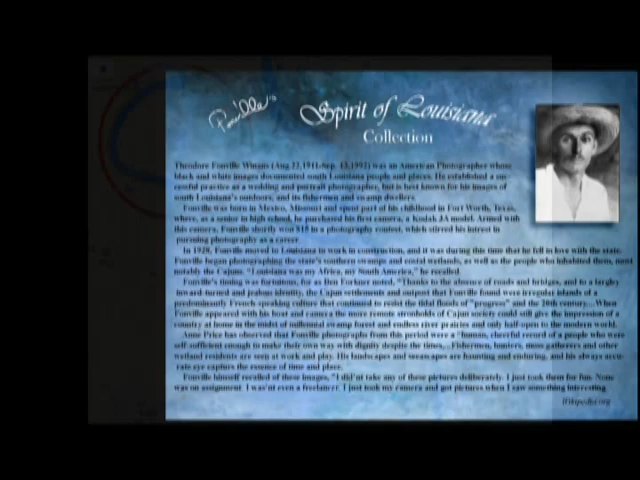 Fonville's
Spirit of Louisiana
Collection
Theodore Fonville Winans (Aug.22,1911-Sep. 13,1992) was an American Photographer whose
black and white images documented south Louisiana people and places. He established a suc-
cessful practice as a wedding and portrait photographer, but is best known for his images of
south Louisiana's outdoors, and its fishermen and swamp dwellers.
Fonville was born in Mexico, Missouri and spent part of his childhood in Fort Worth, Texas,
where, as a senior in high school, he purchased his first camera, a Kodak JA model. Armed with
this camera, Fonville shortly won $15 in a photography contest, which stirred his interest in
pursuing photography as a career
In 1928, Fonville moved to Louisiana to work in construction, and it was during this time that he fell in love with the state.
Fonville began photographing the state's southern swamps and costal wetlands, as well as the people who inhabitted them, most
notably the Cajuns. "Louisiana was my Africa, my South America," he recalled.
Fonville's timing was fortuitous, for as Ben Forkner noted, "Thanks to the absence of roads and bridges, and to a largley
inward-turned and jealous identity, the Cajun settlements and outpost that Fonville found were irregular islands of a
predominantly French speaking culture that continued to resist the tidal floods of "progress" and the 20th century... When
Fonville appeared with his boat and camera the more remote strongholds of Cajun society could still give the impression of a
country at home in the midst of millennial swamp forest and endless river prairies and only half-open to the modern world.
Anne Price has observed that Fonville photographs from this period were a "human, cheerful record of a people who were
self-sufficient enough to make their own way with dignity despite the times, ...Fishermen, hunters, moss gatherers and other
wetland residents are seen at work and play. His landscapes and seascapes are haunting and enduring, and his always accu-
rate eye capture the essence of time and place.
Fonville himself recalled of these images, "I did'nt take any of these pictures deliberately. I just took them for fun. None
was on assignment. I was'nt even a freelancer. I just took my camera and got pictures when I saw something interesting.
Wikipedia.org